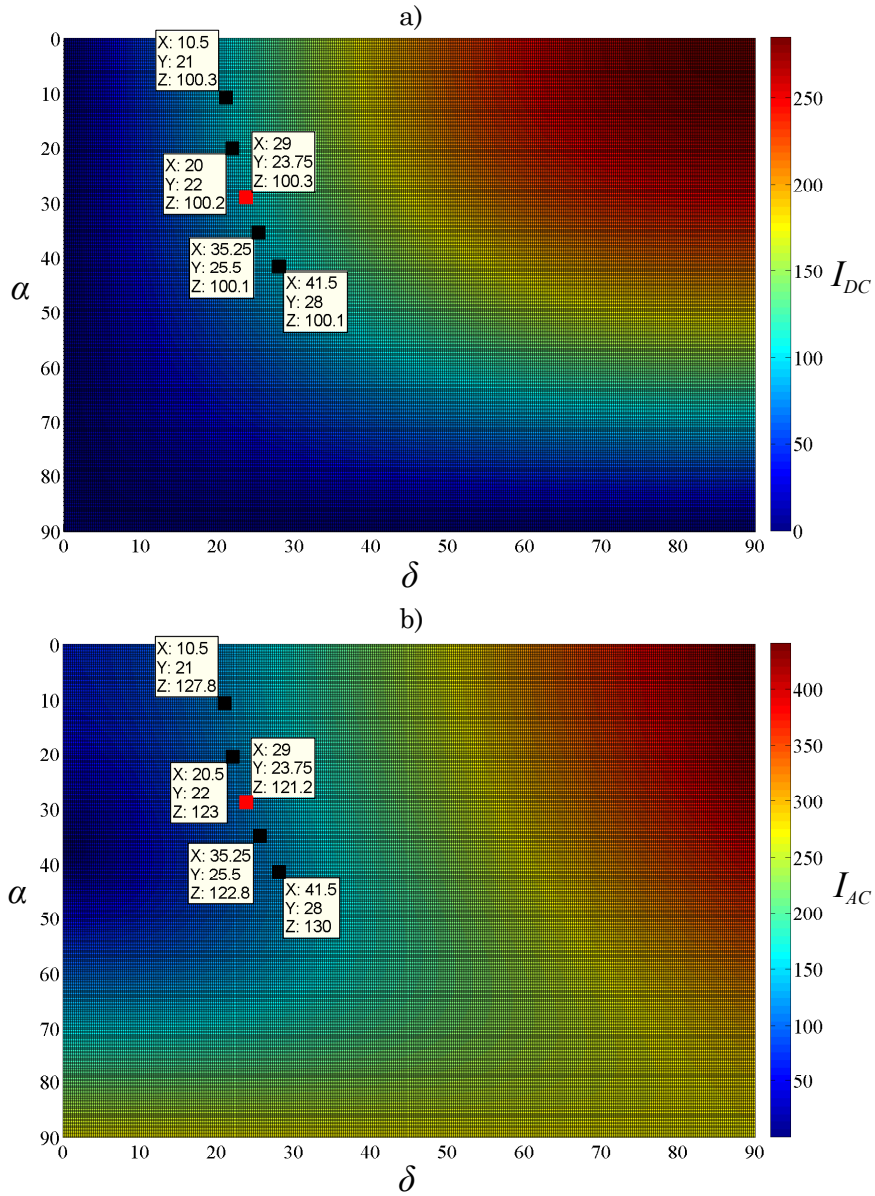 a)
0
10
20
30
40
50
60
70
80
90
α
X: 10.5
Y: 21
Z: 100.3
X: 20
Y: 22
Z: 100.2
X: 29
Y: 23.75
Z: 100.3
X: 35.25
Y: 25.5
Z: 100.1
X: 41.5
Y: 28
Z: 100.1
0 10 20 30 40 50 60 70 80 90
δ
250
200
150
100
50
0
I_DC
b)
0
10
20
30
40
50
60
70
80
90
α
X: 10.5
Y: 21
Z: 127.8
X: 20.5
Y: 22
Z: 123
X: 29
Y: 23.75
Z: 121.2
X: 35.25
Y: 25.5
Z: 122.8
X: 41.5
Y: 28
Z: 130
0 10 20 30 40 50 60 70 80 90
δ
400
350
300
250
200
150
100
50
I_AC